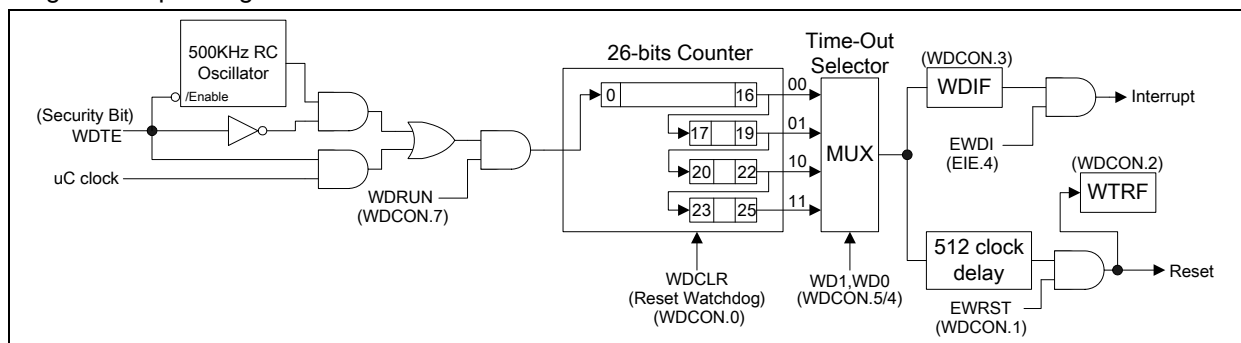 500KHz RC
Oscillator
/Enable
(Security Bit)
WDTE
uC clock
WDRUN
(WDCON.7)
26-bits Counter
0 16
17 19
20 22
23 25
00
01
10
11
WDCLR
(Reset Watchdog)
(WDCON.0)
Time-Out
Selector
MUX
WD1,WD0
(WDCON.5/4)
(WDCON.3)
WDIF
EWDI
(EIE.4)
Interrupt
(WDCON.2)
WTRF
512 clock
delay
EWRST
(WDCON.1)
Reset